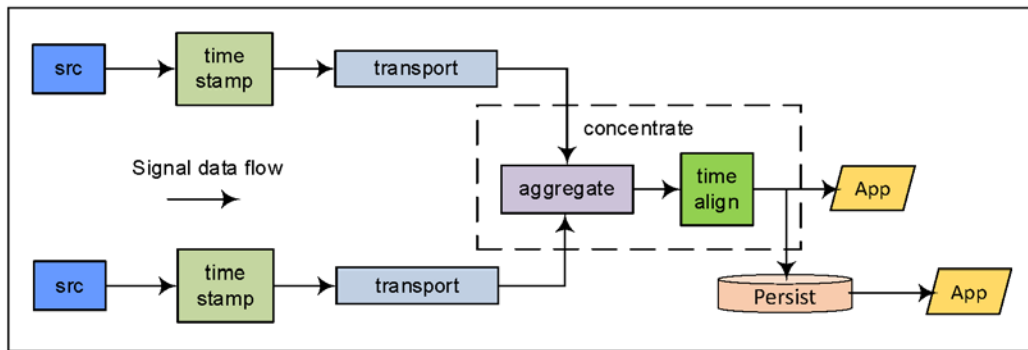 src
time
stamp
transport
concentrate
Signal data flow
aggregate
time
align
App
src
time
stamp
transport
Persist
App